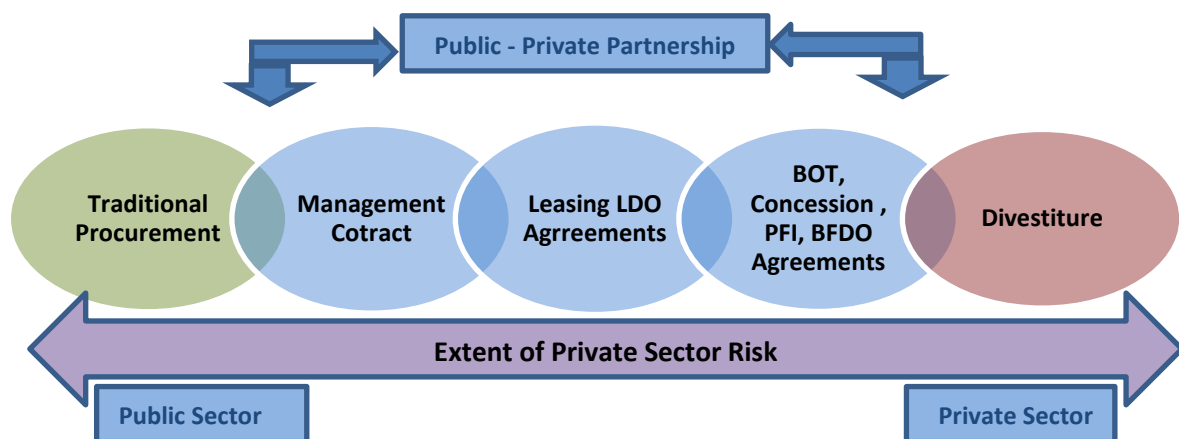 Public - Private Partnership
Traditional
Procurement
Management
Cotract
Leasing LDO
Agrreements
BOT,
Concession ,
PFI, BFDO
Agreements
Divestiture
Extent of Private Sector Risk
Public Sector
Private Sector